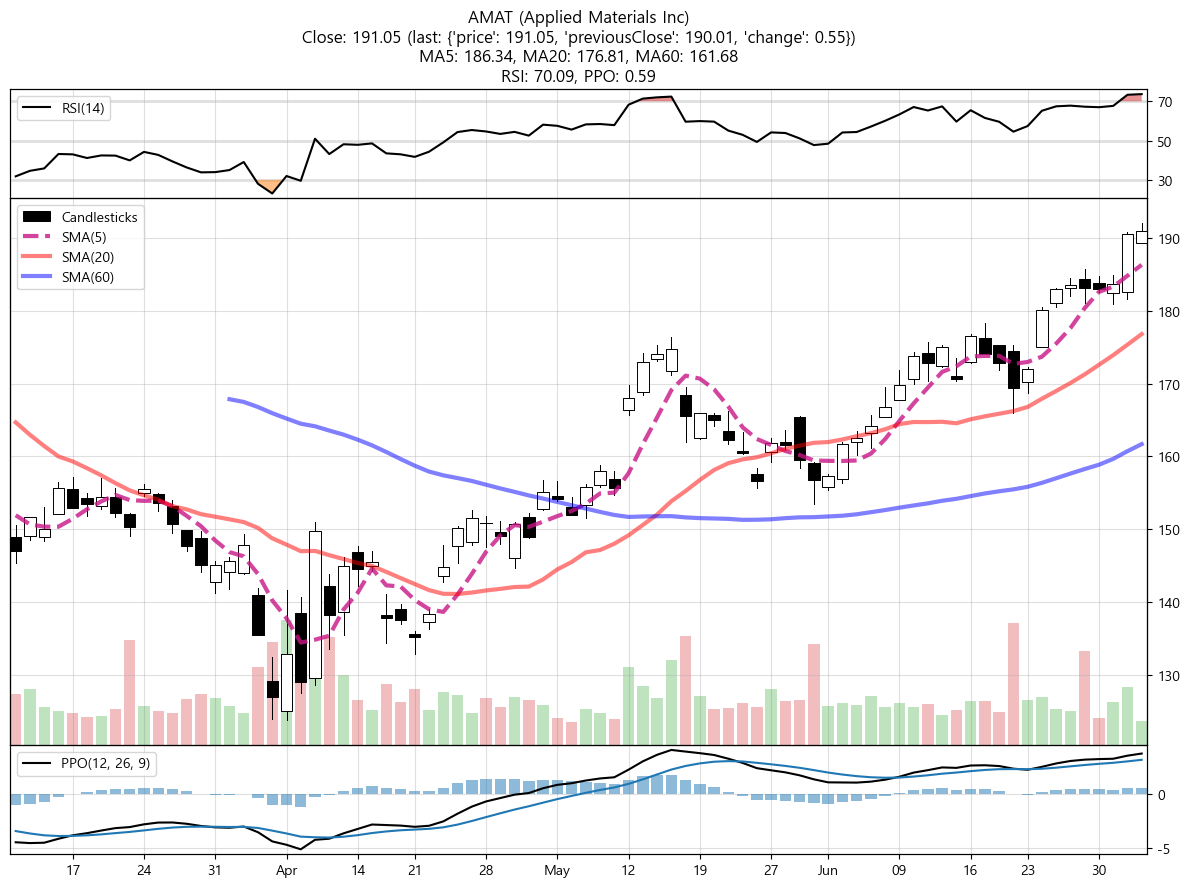 AMAT (Applied Materials Inc)
Close: 191.05 (last: {'price': 191.05, 'previousClose': 190.01, 'change': 0.55})
MA5: 186.34, MA20: 176.81, MA60: 161.68
RSI: 70.09, PPO: 0.59
RSI(14)
70
50
30
Candlesticks
SMA(5)
SMA(20)
SMA(60)
190
180
170
160
150
140
130
PPO(12, 26, 9)
0
-5
17 24 31 Apr 14 21 28 May 12 19 27 Jun 09 16 23 30